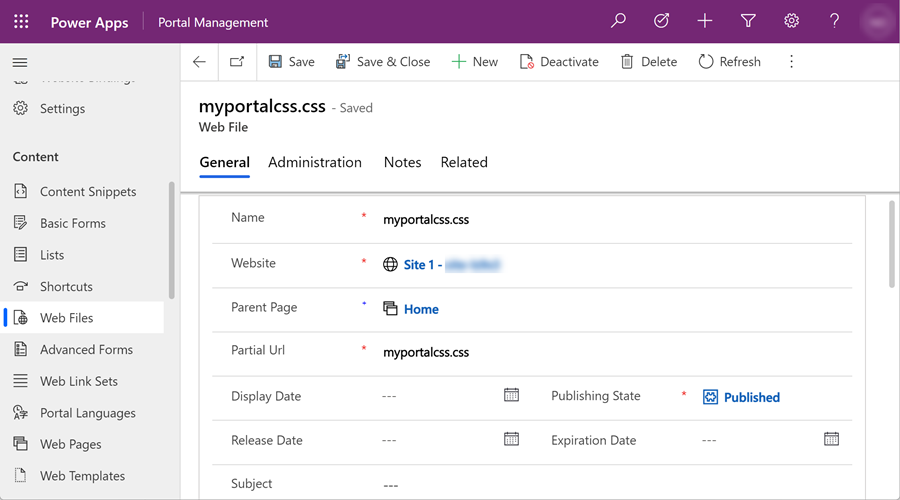 Power Apps Portal Management
Save Save & Close New Deactivate Delete Refresh
Settings
Content
Content Snippets
Basic Forms
Lists
Shortcuts
Web Files
Advanced Forms
Web Link Sets
Portal Languages
Web Pages
Web Templates
myportalcss.css - Saved
Web File
General Administration Notes Related
Name * myportalcss.css
Website * Site 1 -
Parent Page * Home
Partial Url * myportalcss.css
Display Date --- Publishing State * Published
Release Date --- Expiration Date ---
Subject ---